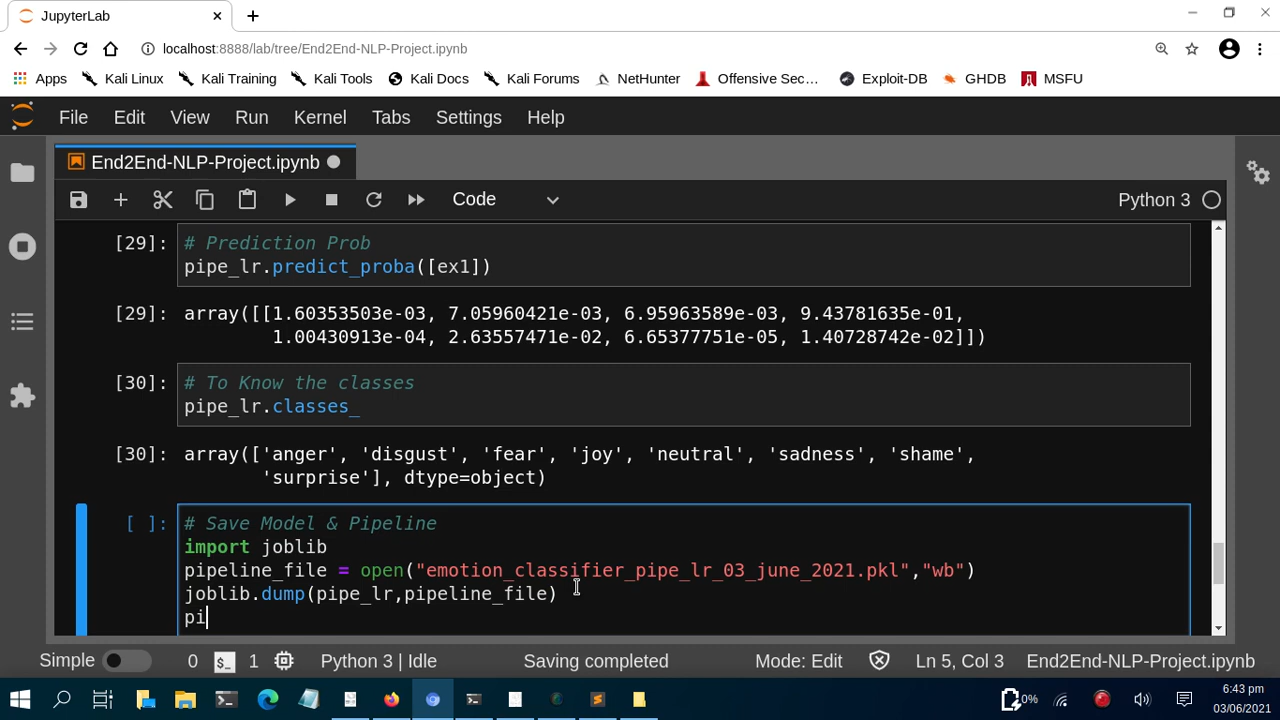 JupyterLab
localhost:8888/lab/tree/End2End-NLP-Project.ipynb
Apps Kali Linux Kali Training Kali Tools Kali Docs Kali Forums NetHunter Offensive Sec... Exploit-DB GHDB MSFU
File Edit View Run Kernel Tabs Settings Help
End2End-NLP-Project.ipynb
Code Python 3
[29]: # Prediction Prob
pipe_lr.predict_proba([ex1])
[29]: array([[1.60353503e-03, 7.05960421e-03, 6.95963589e-03, 9.43781635e-01,
1.00430913e-04, 2.63557471e-02, 6.65377751e-05, 1.40728742e-02]])
[30]: # To Know the classes
pipe_lr.classes_
[30]: array(['anger', 'disgust', 'fear', 'joy', 'neutral', 'sadness', 'shame',
'surprise'], dtype=object)
[ ]: # Save Model & Pipeline
import joblib
pipeline_file = open("emotion_classifier_pipe_lr_03_june_2021.pkl","wb")
joblib.dump(pipe_lr,pipeline_file)
pi
Simple 0 $_ 1 Python 3 | Idle Saving completed Mode: Edit Ln 5, Col 3 End2End-NLP-Project.ipynb
0% 6:43 pm
03/06/2021